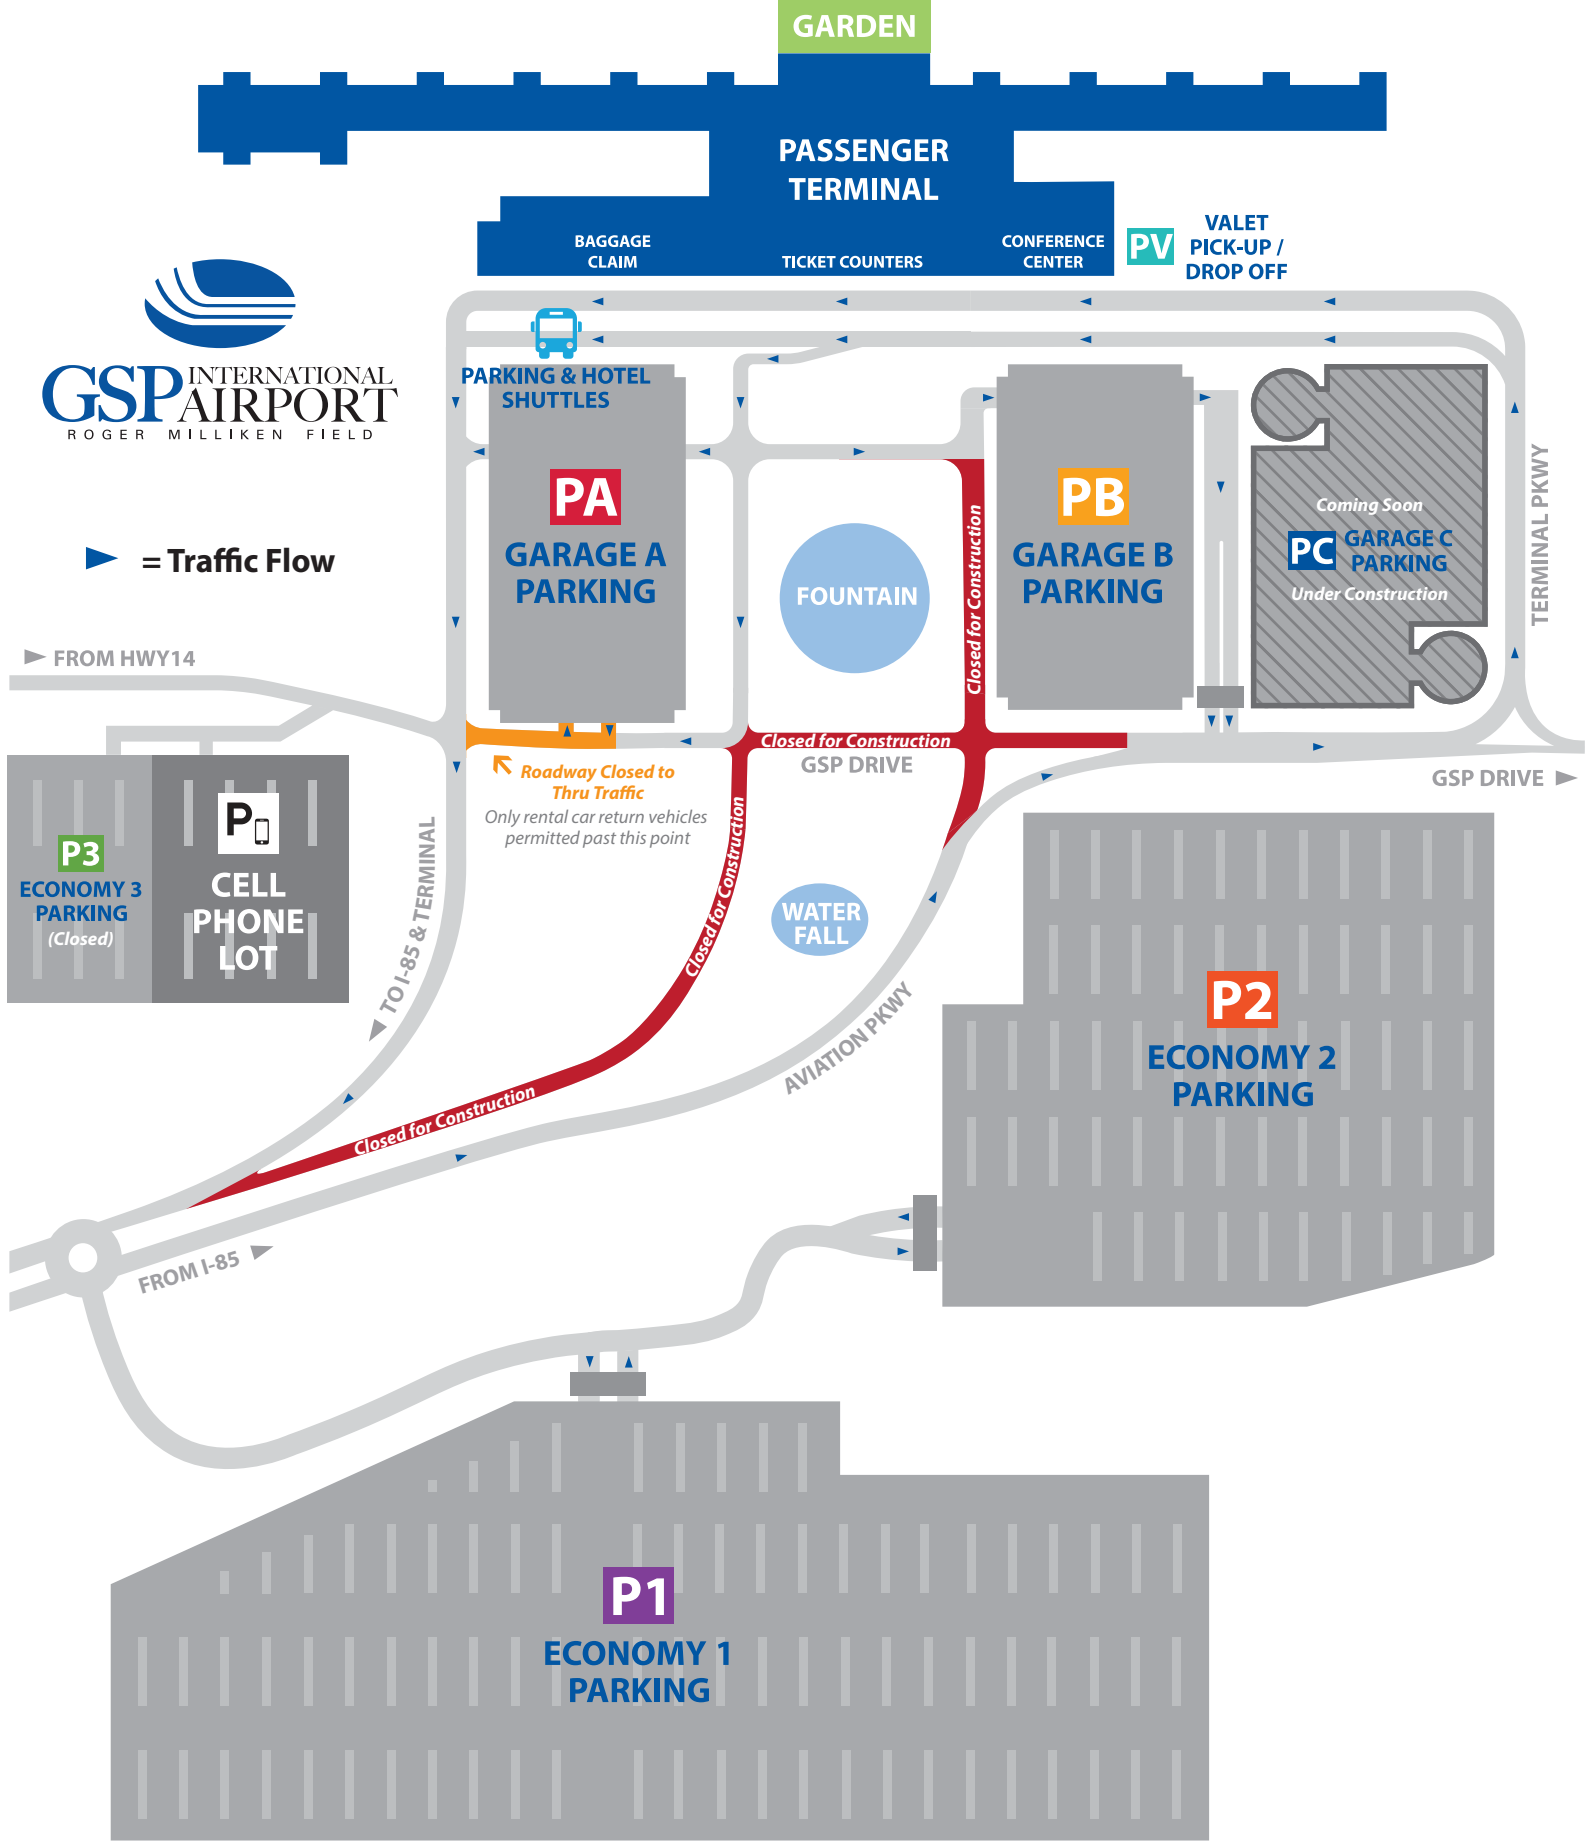 GARDEN
PASSENGER
TERMINAL
BAGGAGE
CLAIM
TICKET COUNTERS
CONFERENCE
CENTER
PV
VALET
PICK-UP /
DROP OFF
GSP INTERNATIONAL
AIRPORT
ROGER MILLIKEN FIELD
PARKING & HOTEL
SHUTTLES
= Traffic Flow
PA
GARAGE A
PARKING
FOUNTAIN
Closed for Construction
PB
GARAGE B
PARKING
Coming Soon
PC
GARAGE C
PARKING
Under Construction
TERMINAL PKWY
FROM HWY14
Closed for Construction
GSP DRIVE
GSP DRIVE
Roadway Closed to
Thru Traffic
Only rental car return vehicles
permitted past this point
P3
ECONOMY 3
PARKING
(Closed)
P
CELL
PHONE
LOT
TO I-85 & TERMINAL
Closed for Construction
Closed for Construction
WATER
FALL
AVIATION PKWY
P2
ECONOMY 2
PARKING
Closed for Construction
FROM I-85
P1
ECONOMY 1
PARKING